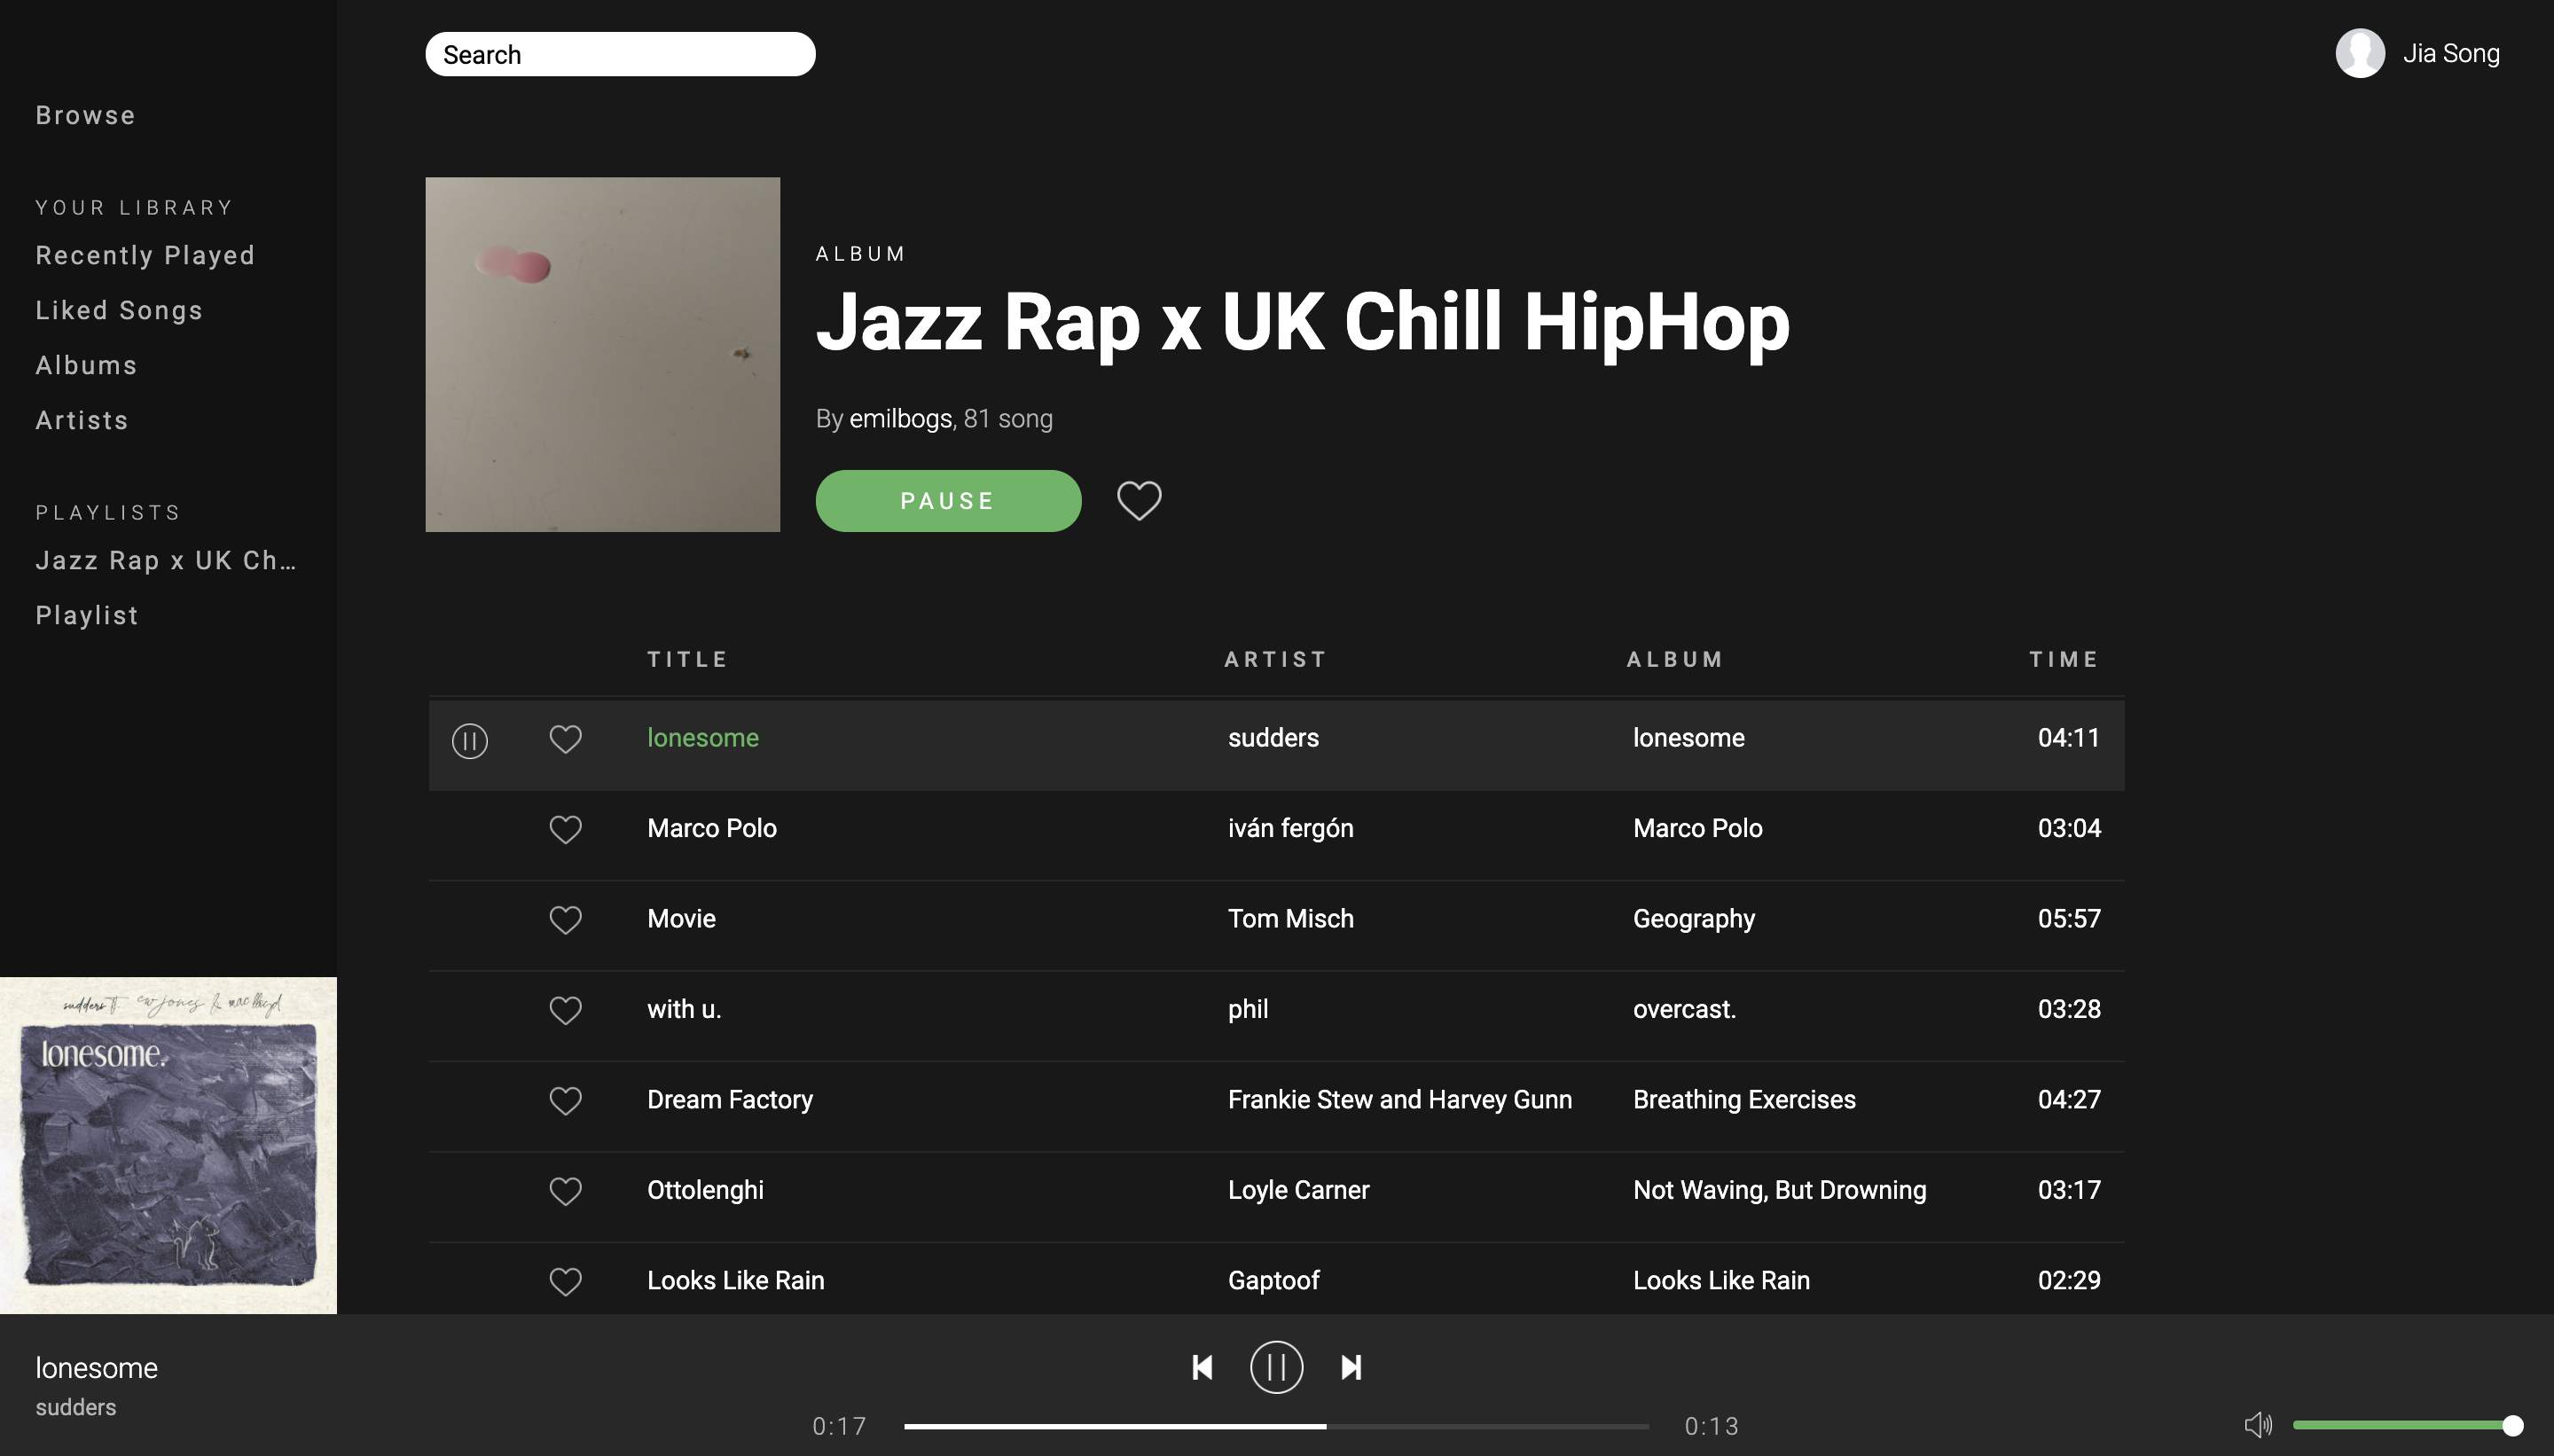 Search
Jia Song
Browse
YOUR LIBRARY
Recently Played
Liked Songs
Albums
Artists
PLAYLISTS
Jazz Rap x UK Ch...
Playlist
ALBUM
Jazz Rap x UK Chill HipHop
By emilbogs, 81 song
PAUSE
TITLE ARTIST ALBUM TIME
lonesome sudders lonesome 04:11
Marco Polo iván fergón Marco Polo 03:04
Movie Tom Misch Geography 05:57
with u. phil overcast. 03:28
Dream Factory Frankie Stew and Harvey Gunn Breathing Exercises 04:27
Ottolenghi Loyle Carner Not Waving, But Drowning 03:17
Looks Like Rain Gaptoof Looks Like Rain 02:29
sudders ft. cw jones & mac lloyd
lonesome.
lonesome
sudders
0:17 0:13